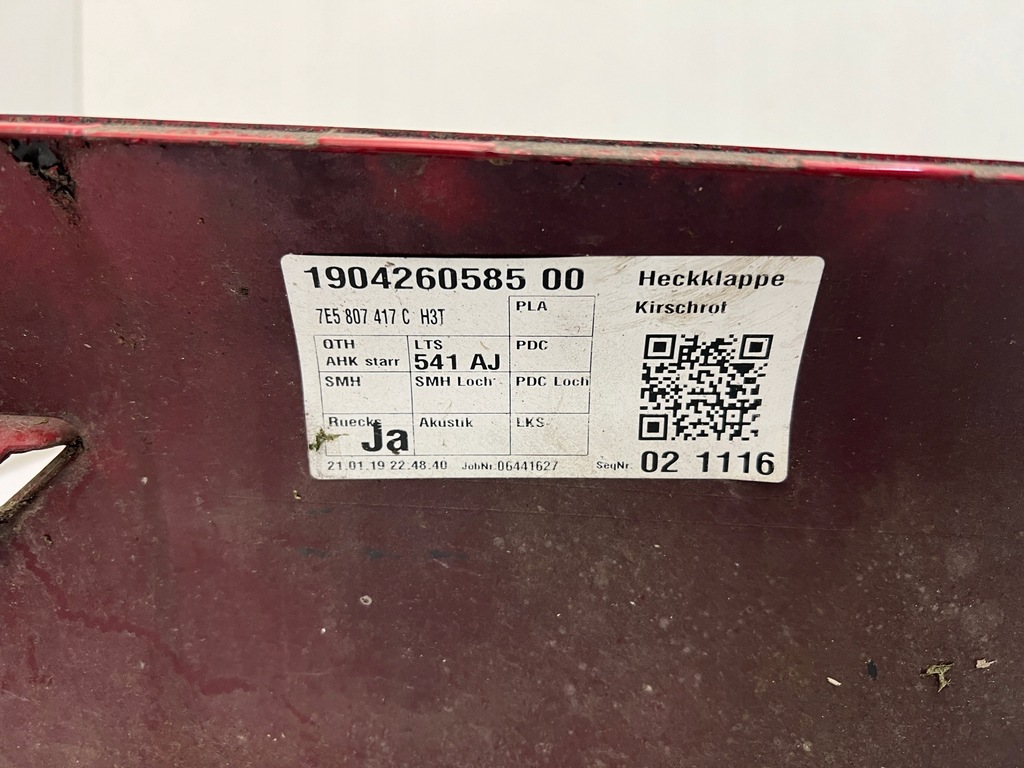 1904260585 00 Heckklappe
7E5 807 417 C H3T PLA Kirschrot
QTH LTS PDC
AHK starr 541 AJ
SMH SMH Loch PDC Loch
Ruecks Akustik LKS
Ja
21.01.19 22.48.40 JobNr.06441627 SeqNr. 02 1116